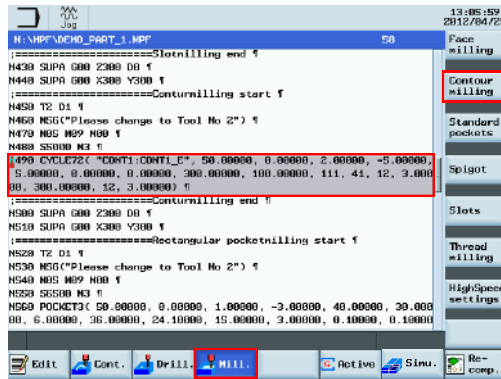 Jog
13:05:59
2012/04/2
N:\MPF\DEMO_PART_1.MPF 58
;=====================Slotmilling end ¶
N430 SUPA G00 Z300 D0 ¶
N440 SUPA G00 X300 Y300 ¶
;=====================Conturmilling start ¶
N450 T2 D1 ¶
N460 MSG("Please change to Tool No 2") ¶
N470 M05 M09 M00 ¶
N480 S5000 M3 ¶
N490 CYCLE72( "CONT1:CONT1_E", 50.00000, 0.00000, 2.00000, -5.00000,
5.00000, 0.00000, 0.00000, 300.00000, 100.00000, 111, 41, 12, 3.000
00, 300.00000, 12, 3.00000) ¶
;=====================Conturmilling end ¶
N500 SUPA G00 Z300 D0 ¶
N510 SUPA G00 X300 Y300 ¶
;=====================Rectangular pocketmilling start ¶
N520 T2 D1 ¶
N530 MSG("Please change to Tool No 2") ¶
N540 M05 M09 M00 ¶
N550 S6500 M3 ¶
N560 POCKET3( 50.00000, 0.00000, 1.00000, -3.00000, 40.00000, 30.000
00, 6.00000, 36.00000, 24.10000, 15.00000, 3.00000, 0.10000, 0.10000
Face
milling
Contour
milling
Standard
pockets
Spigot
Slots
Thread
milling
HighSpeed
settings
Edit
Cont.
Drill.
Mill.
Active
Simu.
Re-
comp.